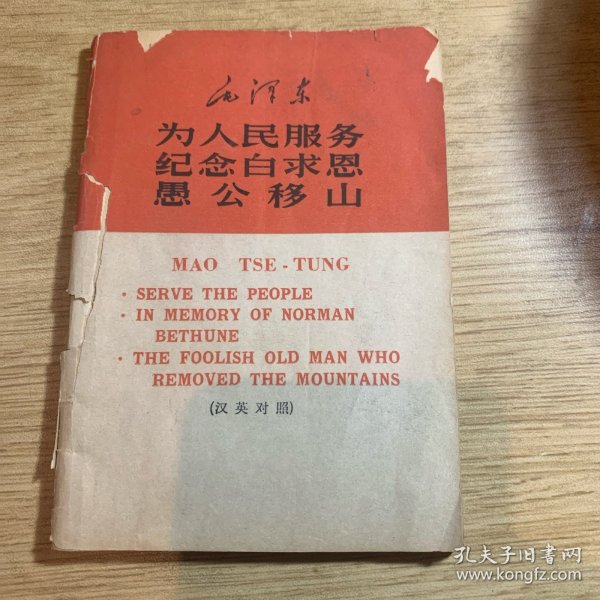 毛泽东
为人民服务
纪念白求恩
愚公移山
MAO TSE-TUNG
· SERVE THE PEOPLE
· IN MEMORY OF NORMAN
BETHUNE
· THE FOOLISH OLD MAN WHO
REMOVED THE MOUNTAINS
(汉英对照)
孔夫子旧书网
www.kongfz.com